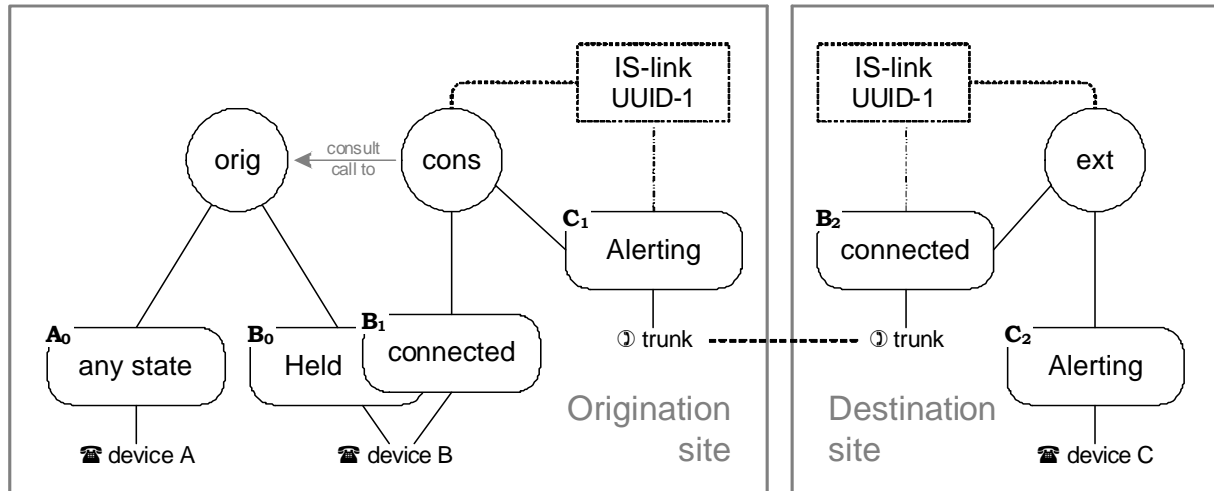 IS-link
UUID-1
IS-link
UUID-1
orig
consult
call to
cons
ext
C₁
Alerting
B₂
connected
🕽 trunk
🕽 trunk
A₀
any state
B₀
Held
B₁
connected
C₂
Alerting
Origination
site
Destination
site
☎ device A
☎ device B
☎ device C